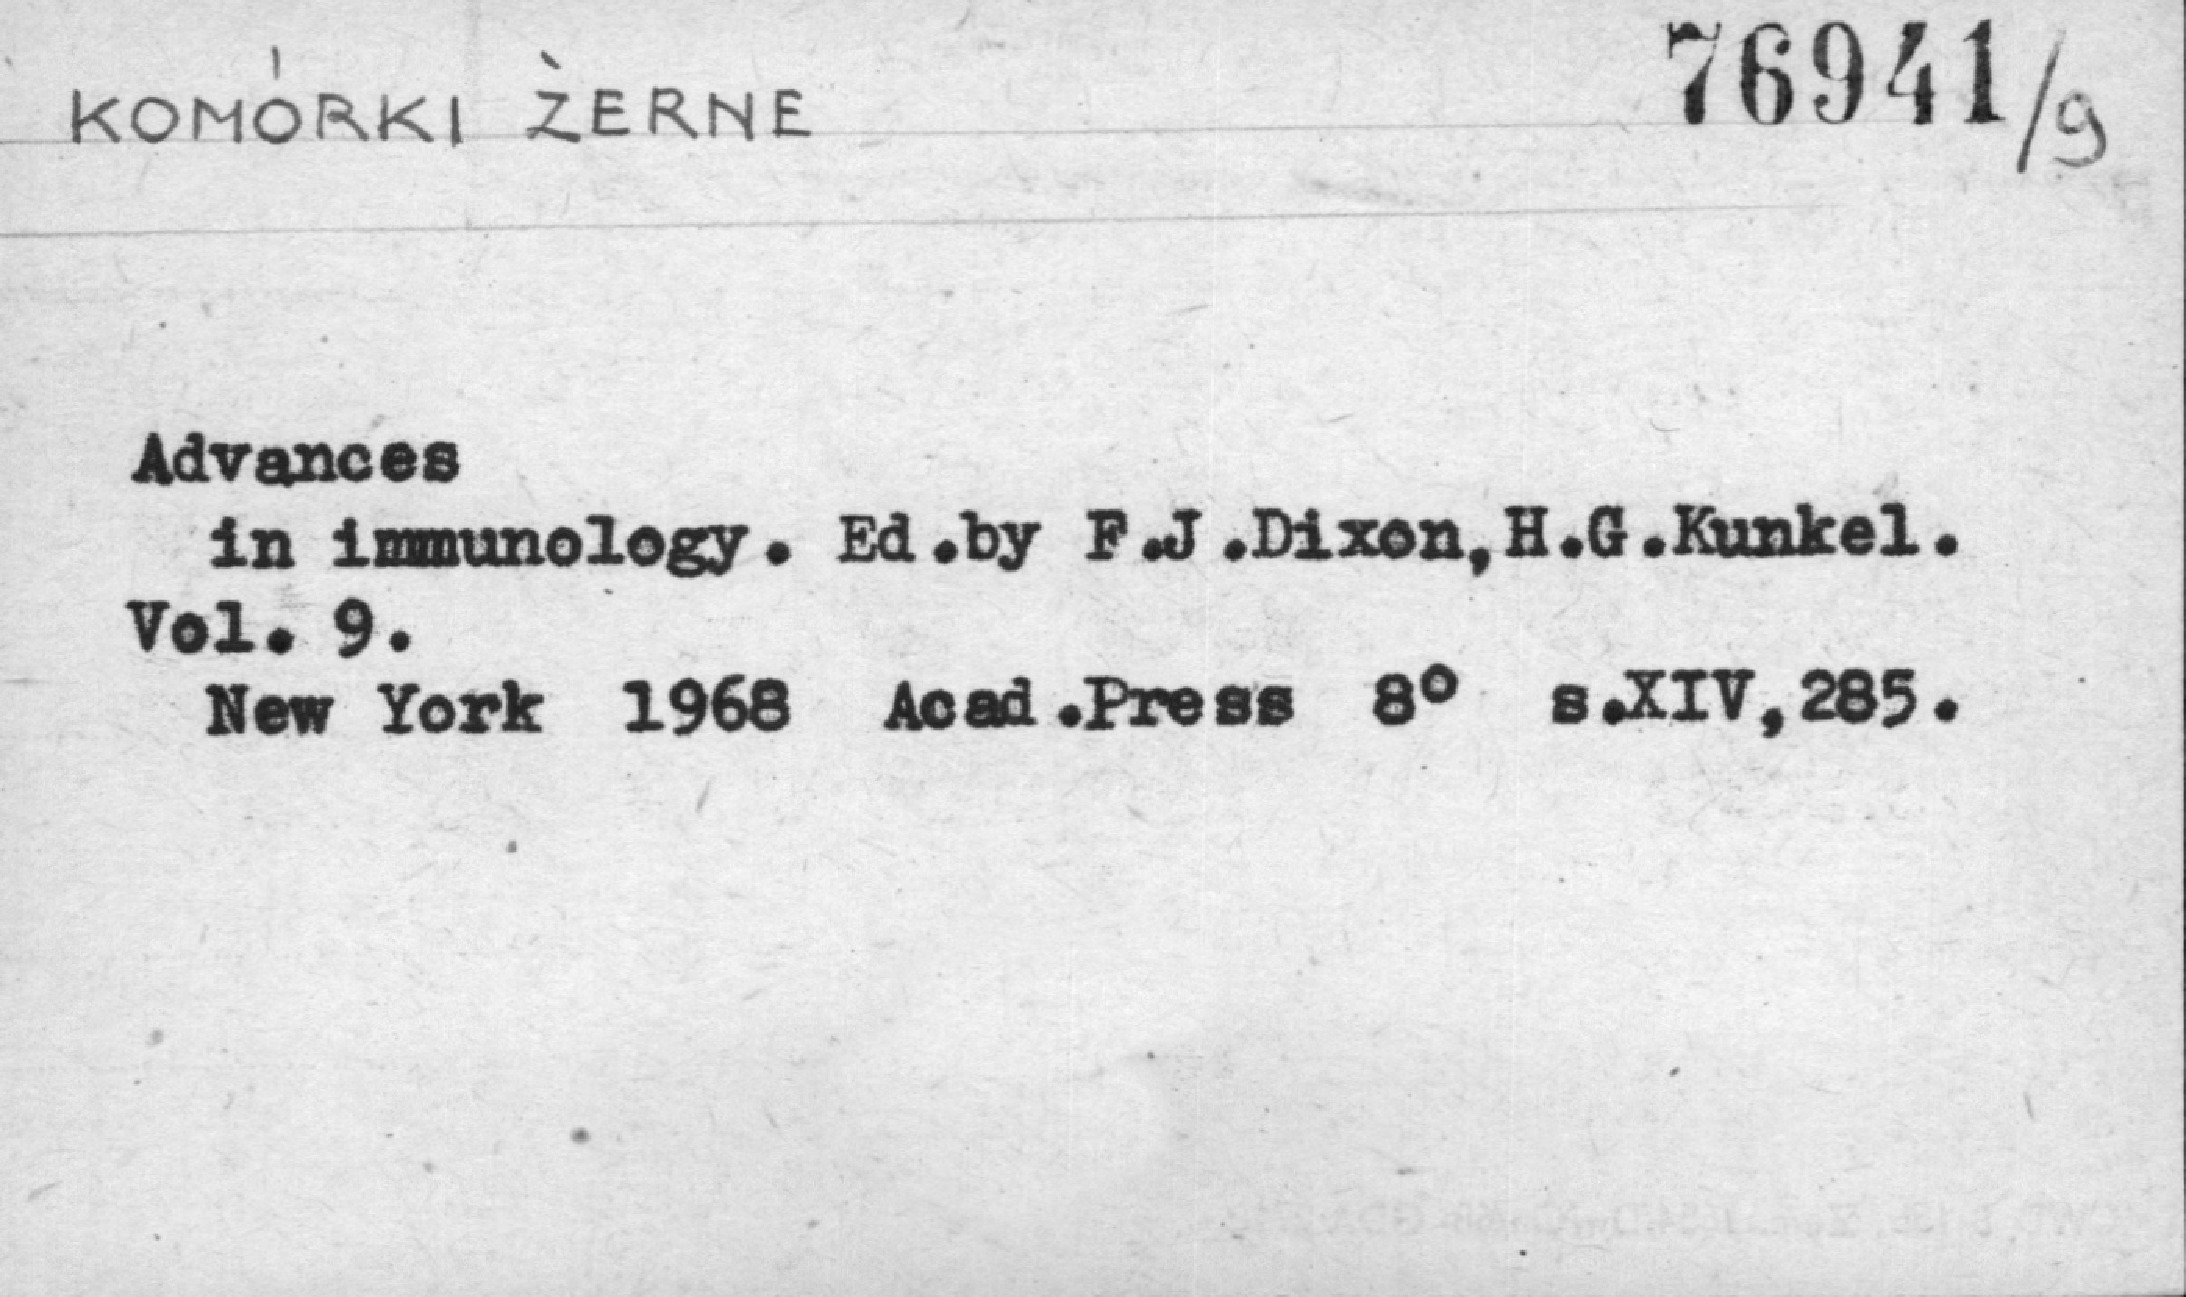 KOMÓRKI ŻERNE
76941/9
Advances
in immunology. Ed.by F.J.Dixon,H.G.Kunkel.
Vol. 9.
New York 1968 Acad.Press 8° s.XIV,285.